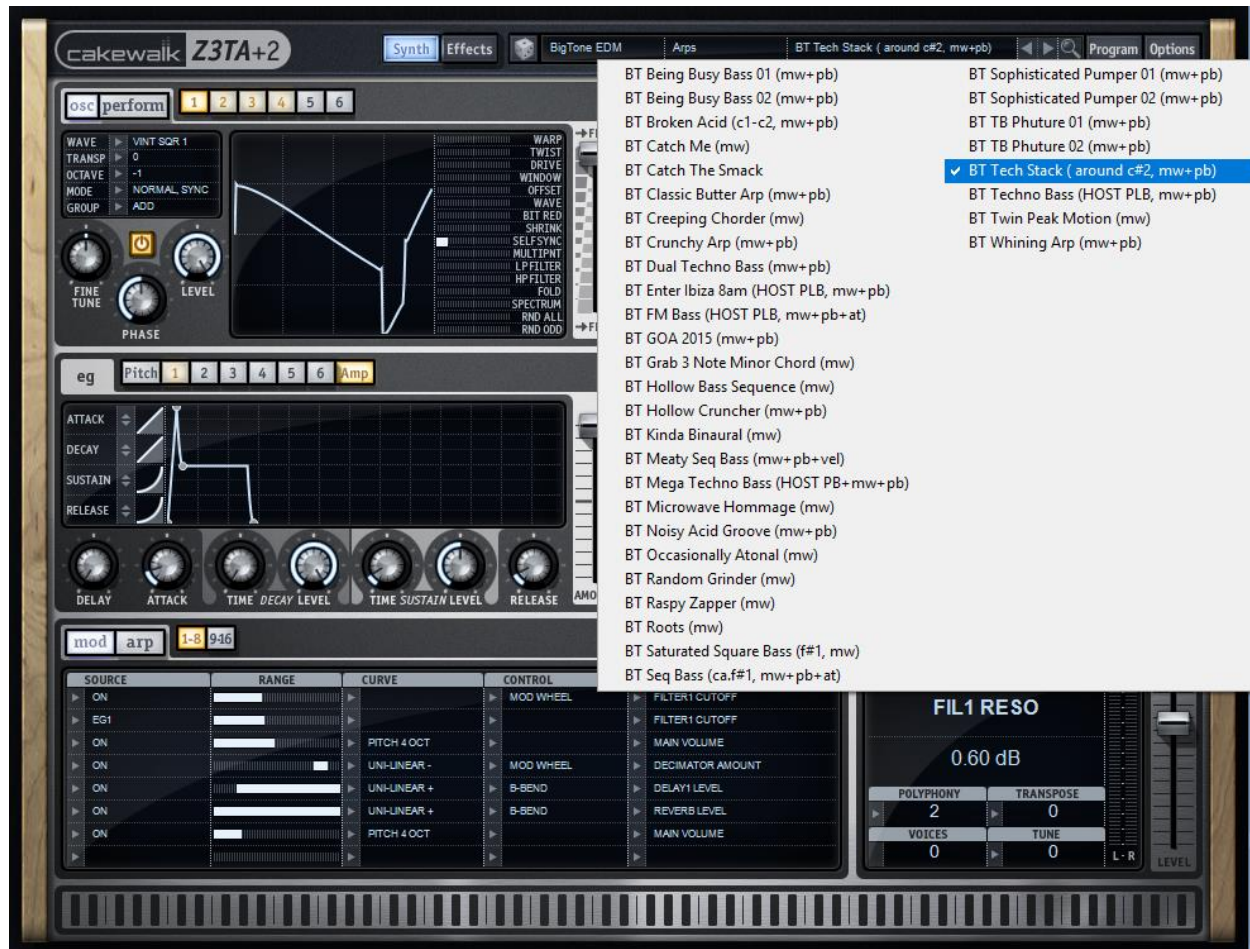 cakewalk Z3TA+2
Synth Effects BigTone EDM Arps BT Tech Stack ( around c#2, mw+pb) Program Options
osc perform 1 2 3 4 5 6
WAVE VINT SQR 1
TRANSP 0
OCTAVE -1
MODE NORMAL, SYNC
GROUP ADD
FINE TUNE
PHASE
LEVEL
WARP
TWIST
DRIVE
WINDOW
OFFSET
WAVE
BIT RED
SHRINK
SELFSYNC
MULTIPNT
LPFILTER
HPFILTER
FOLD
SPECTRUM
RND ALL
RND ODD
BT Being Busy Bass 01 (mw+pb)
BT Being Busy Bass 02 (mw+pb)
BT Broken Acid (c1-c2, mw+pb)
BT Catch Me (mw)
BT Catch The Smack
BT Classic Butter Arp (mw+pb)
BT Creeping Chorder (mw)
BT Crunchy Arp (mw+pb)
BT Dual Techno Bass (mw+pb)
BT Enter Ibiza 8am (HOST PLB, mw+pb)
BT FM Bass (HOST PLB, mw+pb+at)
BT GOA 2015 (mw+pb)
BT Grab 3 Note Minor Chord (mw)
BT Hollow Bass Sequence (mw)
BT Hollow Cruncher (mw+pb)
BT Kinda Binaural (mw)
BT Meaty Seq Bass (mw+pb+vel)
BT Mega Techno Bass (HOST PB+mw+pb)
BT Microwave Hommage (mw)
BT Noisy Acid Groove (mw+pb)
BT Occasionally Atonal (mw)
BT Random Grinder (mw)
BT Raspy Zapper (mw)
BT Roots (mw)
BT Saturated Square Bass (f#1, mw)
BT Seq Bass (ca.f#1, mw+pb+at)
BT Sophisticated Pumper 01 (mw+pb)
BT Sophisticated Pumper 02 (mw+pb)
BT TB Phuture 01 (mw+pb)
BT TB Phuture 02 (mw+pb)
BT Tech Stack ( around c#2, mw+pb)
BT Techno Bass (HOST PLB, mw+pb)
BT Twin Peak Motion (mw)
BT Whining Arp (mw+pb)
eg Pitch 1 2 3 4 5 6 Amp
ATTACK
DECAY
SUSTAIN
RELEASE
DELAY ATTACK TIME DECAY LEVEL TIME SUSTAIN LEVEL RELEASE
mod arp 1-8 9-16
SOURCE RANGE CURVE CONTROL
ON MOD WHEEL FILTER1 CUTOFF
EG1 FILTER1 CUTOFF
ON PITCH 4 OCT MAIN VOLUME
ON UNI-LINEAR - MOD WHEEL DECIMATOR AMOUNT
ON UNI-LINEAR + B-BEND DELAY1 LEVEL
ON UNI-LINEAR + B-BEND REVERB LEVEL
ON PITCH 4 OCT MAIN VOLUME
FIL1 RESO
0.60 dB
POLYPHONY TRANSPOSE
2 0
VOICES TUNE
0 0
L - R
LEVEL